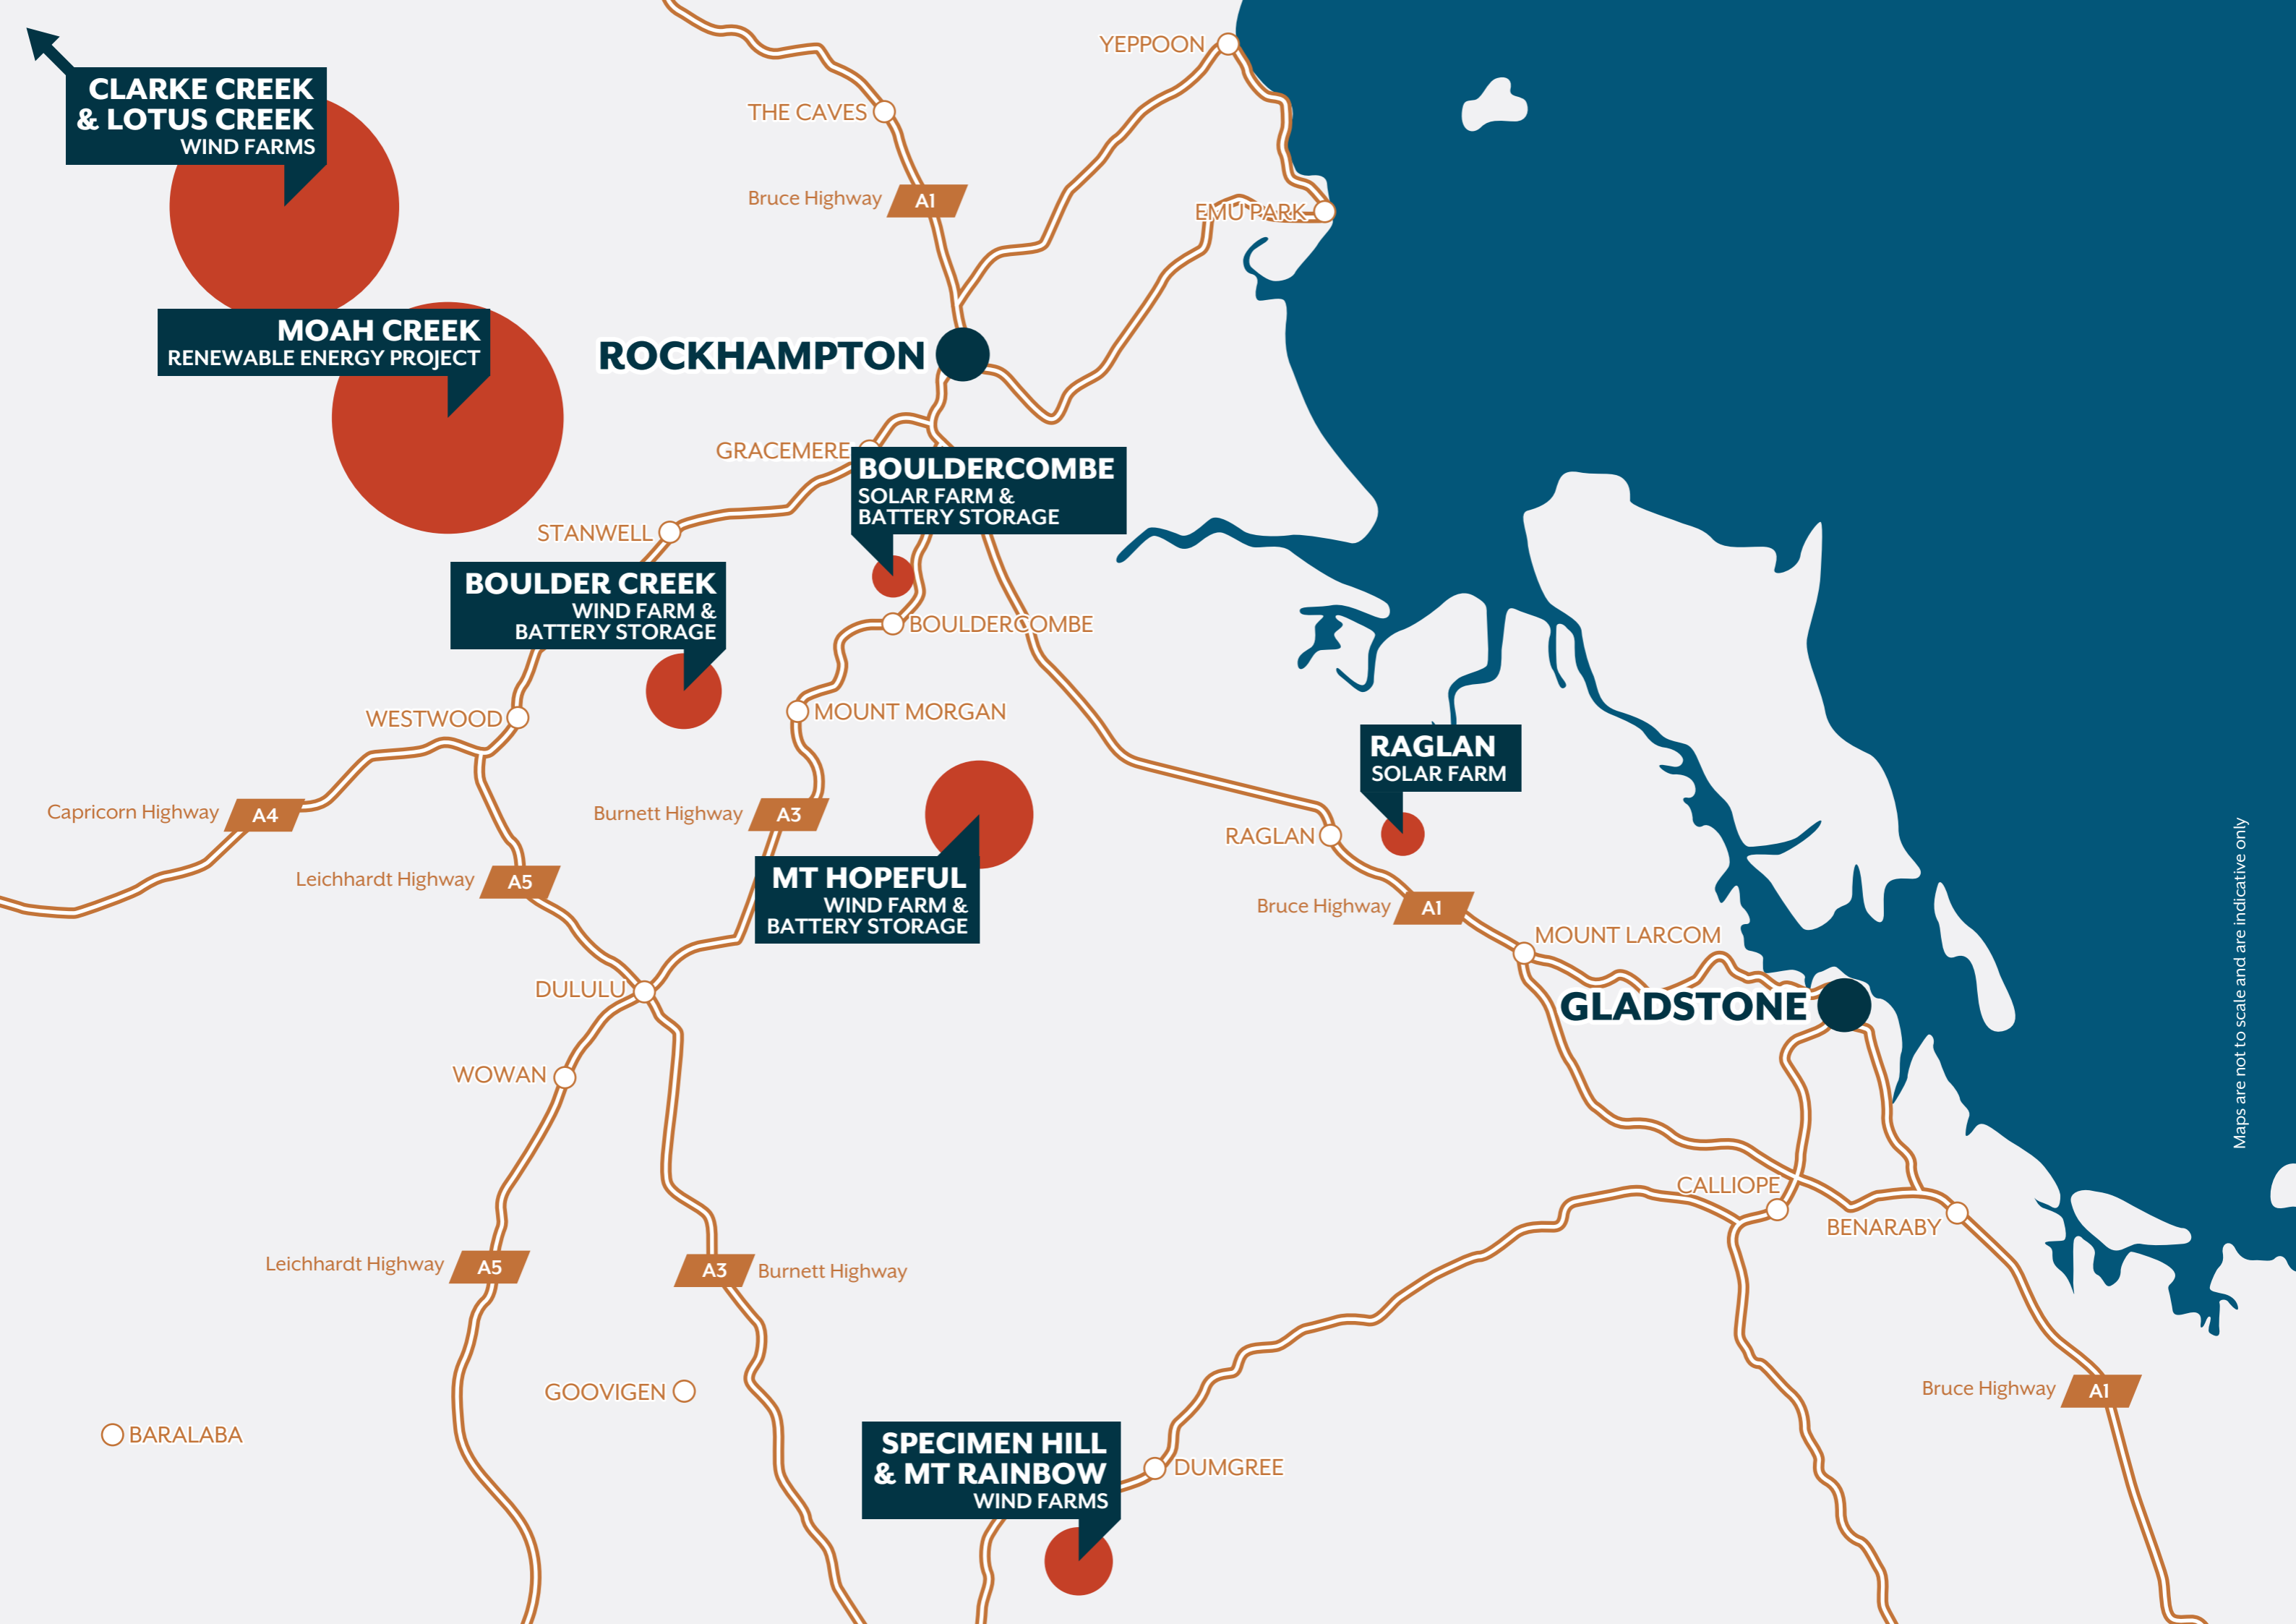 YEPPOON
CLARKE CREEK
& LOTUS CREEK
WIND FARMS
THE CAVES
Bruce Highway
A1
EMU PARK
MOAH CREEK
RENEWABLE ENERGY PROJECT
ROCKHAMPTON
GRACEMERE
BOULDERCOMBE
SOLAR FARM &
BATTERY STORAGE
STANWELL
BOULDER CREEK
WIND FARM &
BATTERY STORAGE
BOULDERCOMBE
WESTWOOD
MOUNT MORGAN
RAGLAN
SOLAR FARM
Capricorn Highway
A4
Burnett Highway
A3
RAGLAN
Leichhardt Highway
A5
MT HOPEFUL
WIND FARM &
BATTERY STORAGE
Bruce Highway
A1
MOUNT LARCOM
DULULU
GLADSTONE
Maps are not to scale and are indicative only
WOWAN
CALLIOPE
BENARABY
Leichhardt Highway
A5
A3
Burnett Highway
GOOVIGEN
Bruce Highway
A1
BARALABA
SPECIMEN HILL
& MT RAINBOW
WIND FARMS
DUMGREE